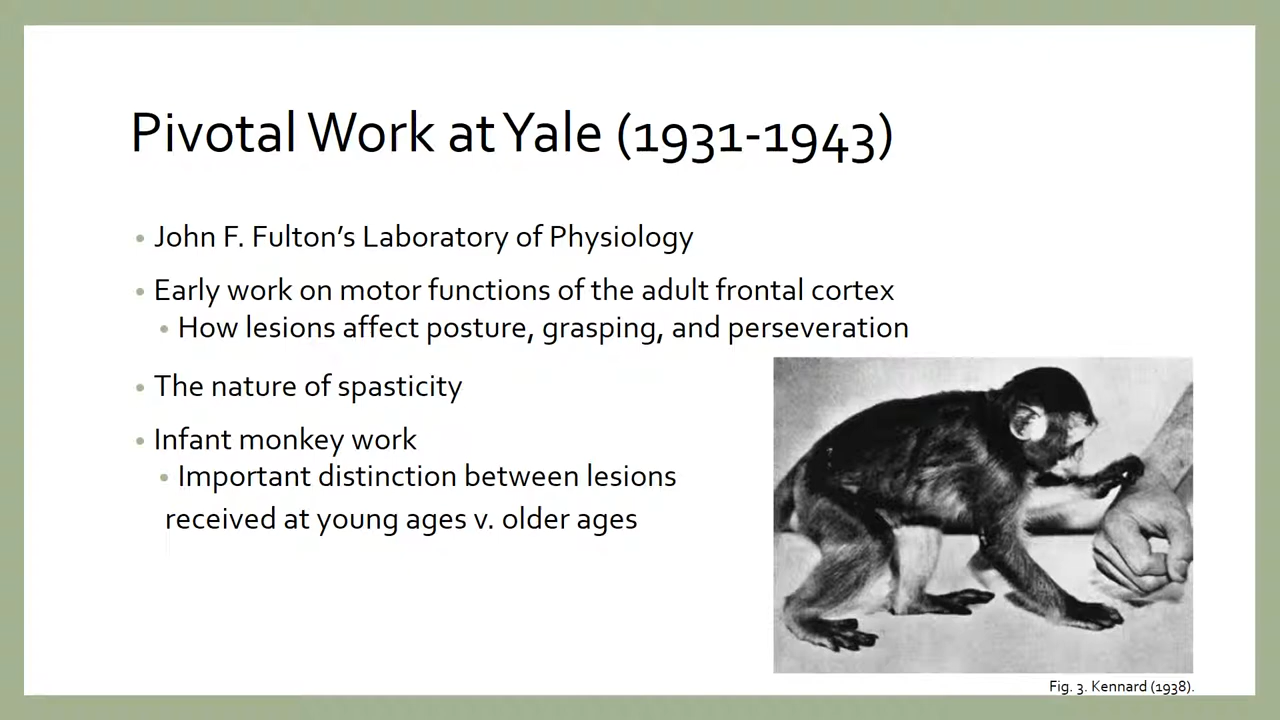 Pivotal Work at Yale (1931-1943)
• John F. Fulton’s Laboratory of Physiology
• Early work on motor functions of the adult frontal cortex
• How lesions affect posture, grasping, and perseveration
• The nature of spasticity
• Infant monkey work
• Important distinction between lesions
received at young ages v. older ages
Fig. 3. Kennard (1938).